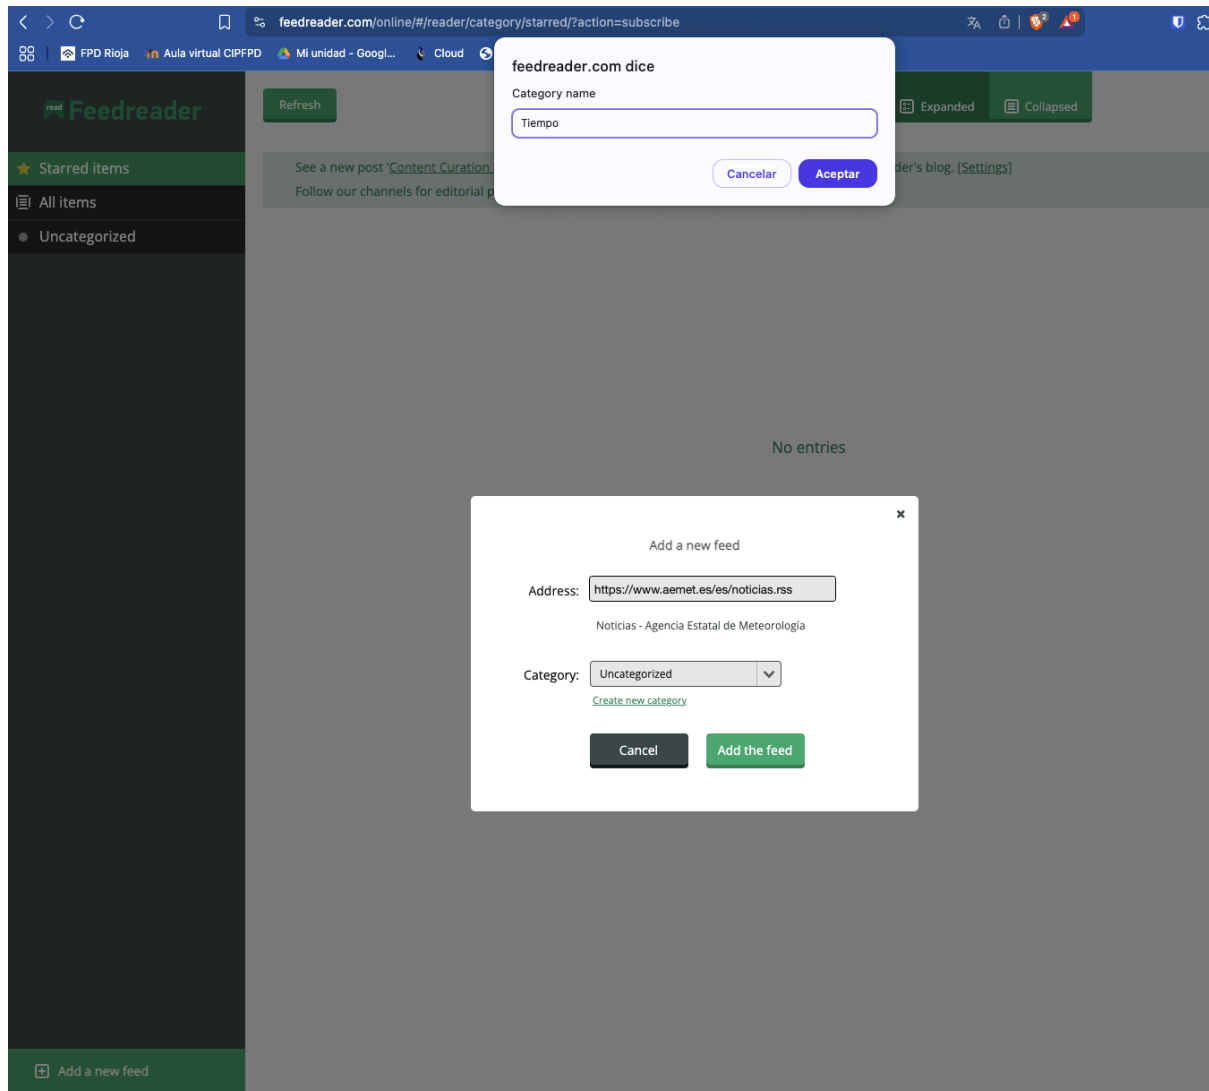 feedreader.com/online/#/reader/category/starred/?action=subscribe
FPD Rioja Aula virtual CIPFPD Mi unidad - Googl... Cloud
feedreader.com dice
Category name
Tiempo
Cancelar Aceptar
read Feedreader
Refresh
Expanded Collapsed
Starred items
All items
Uncategorized
See a new post 'Content Curation der's blog. [Settings]
Follow our channels for editorial p
No entries
Add a new feed
Address: https://www.aemet.es/es/noticias.rss
Noticias - Agencia Estatal de Meteorología
Category: Uncategorized
Create new category
Cancel Add the feed
Add a new feed